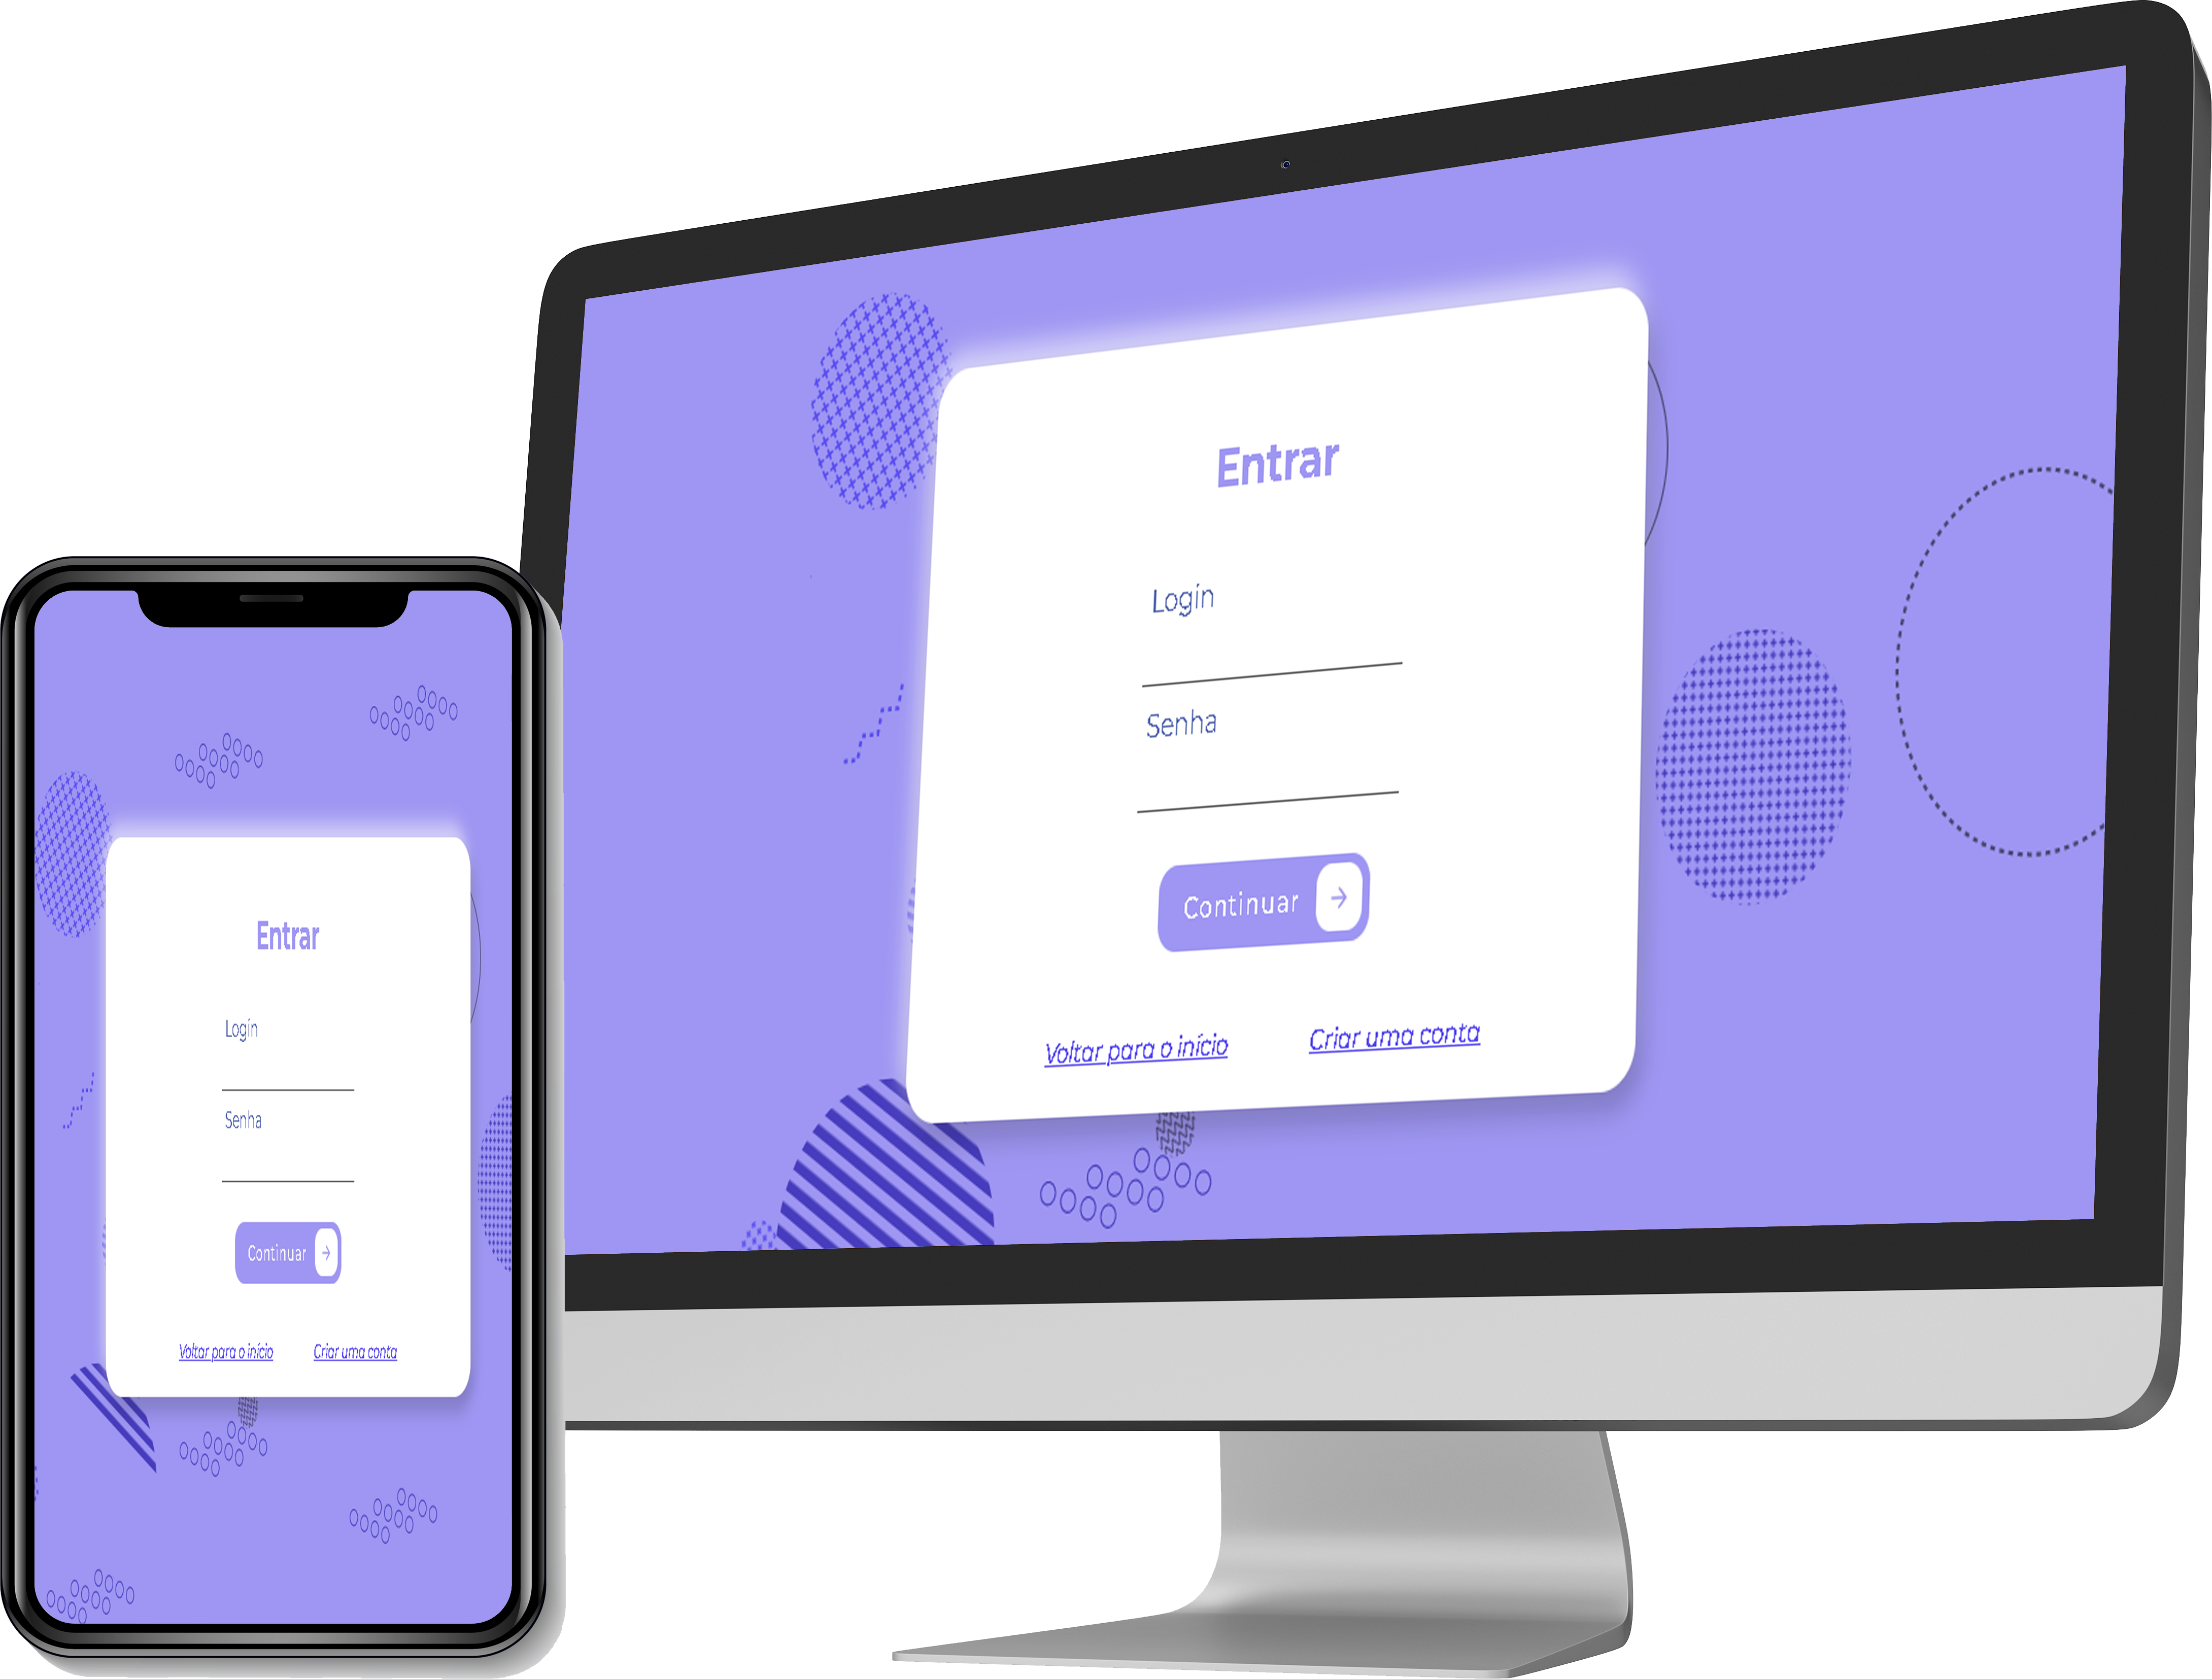 Entrar
Login
Senha
Continuar
Voltar para o início Criar uma conta
Entrar
Login
Senha
Continuar
Voltar para o início Criar uma conta